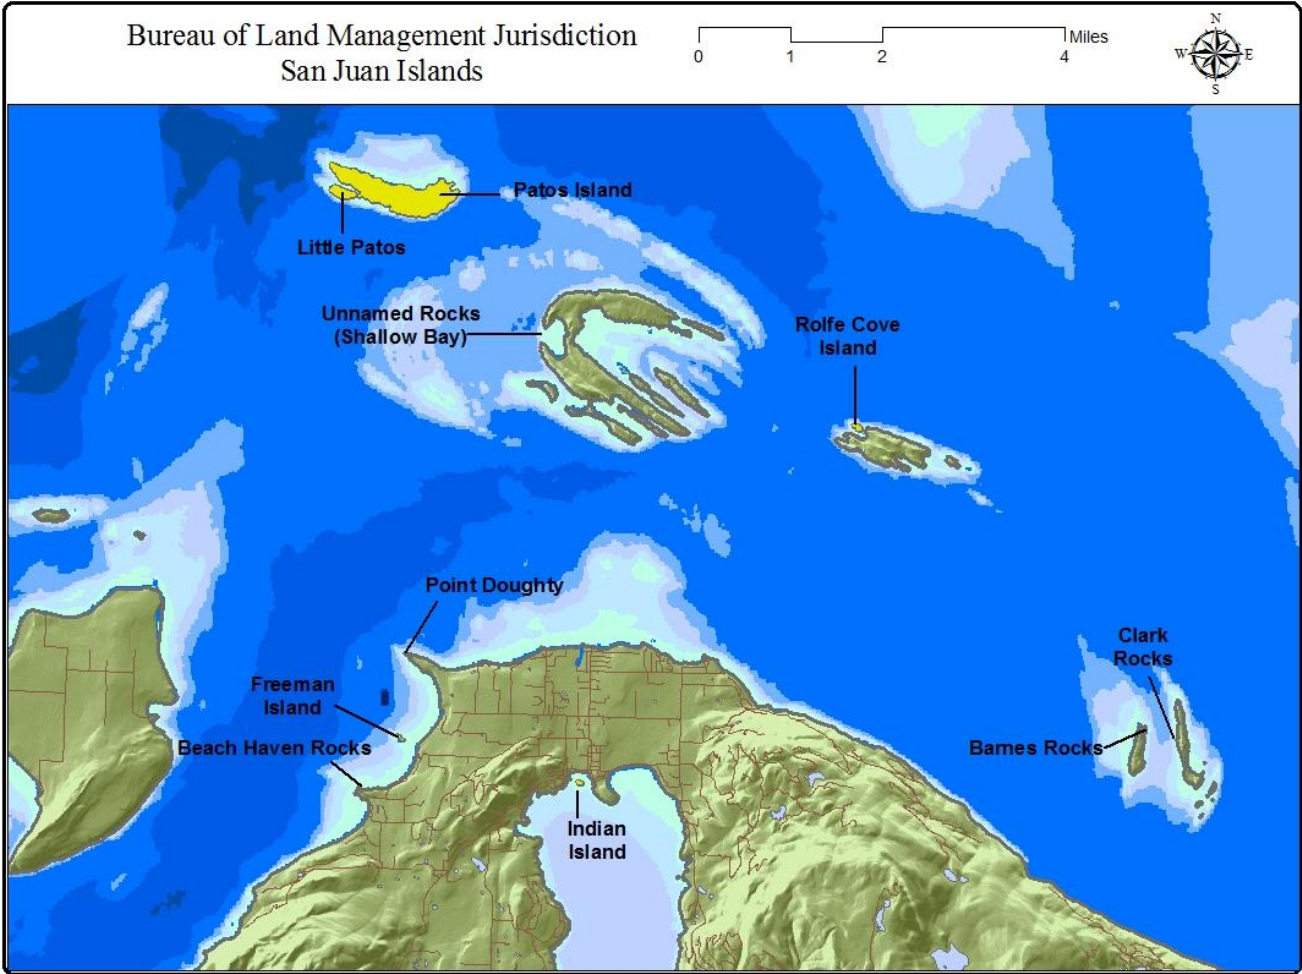 Bureau of Land Management Jurisdiction
San Juan Islands
Miles
0 1 2 4
N
W E
S
Patos Island
Little Patos
Unnamed Rocks
(Shallow Bay)
Rolfe Cove
Island
Point Doughty
Clark
Rocks
Freeman
Island
Beach Haven Rocks
Barnes Rocks
Indian
Island